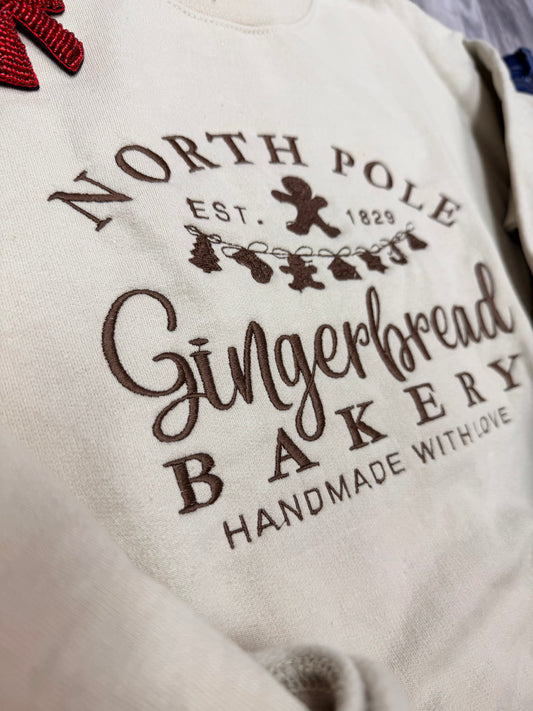 NORTH POLE
EST. 1829
Gingerbread
BAKERY
HANDMADE WITH LOVE